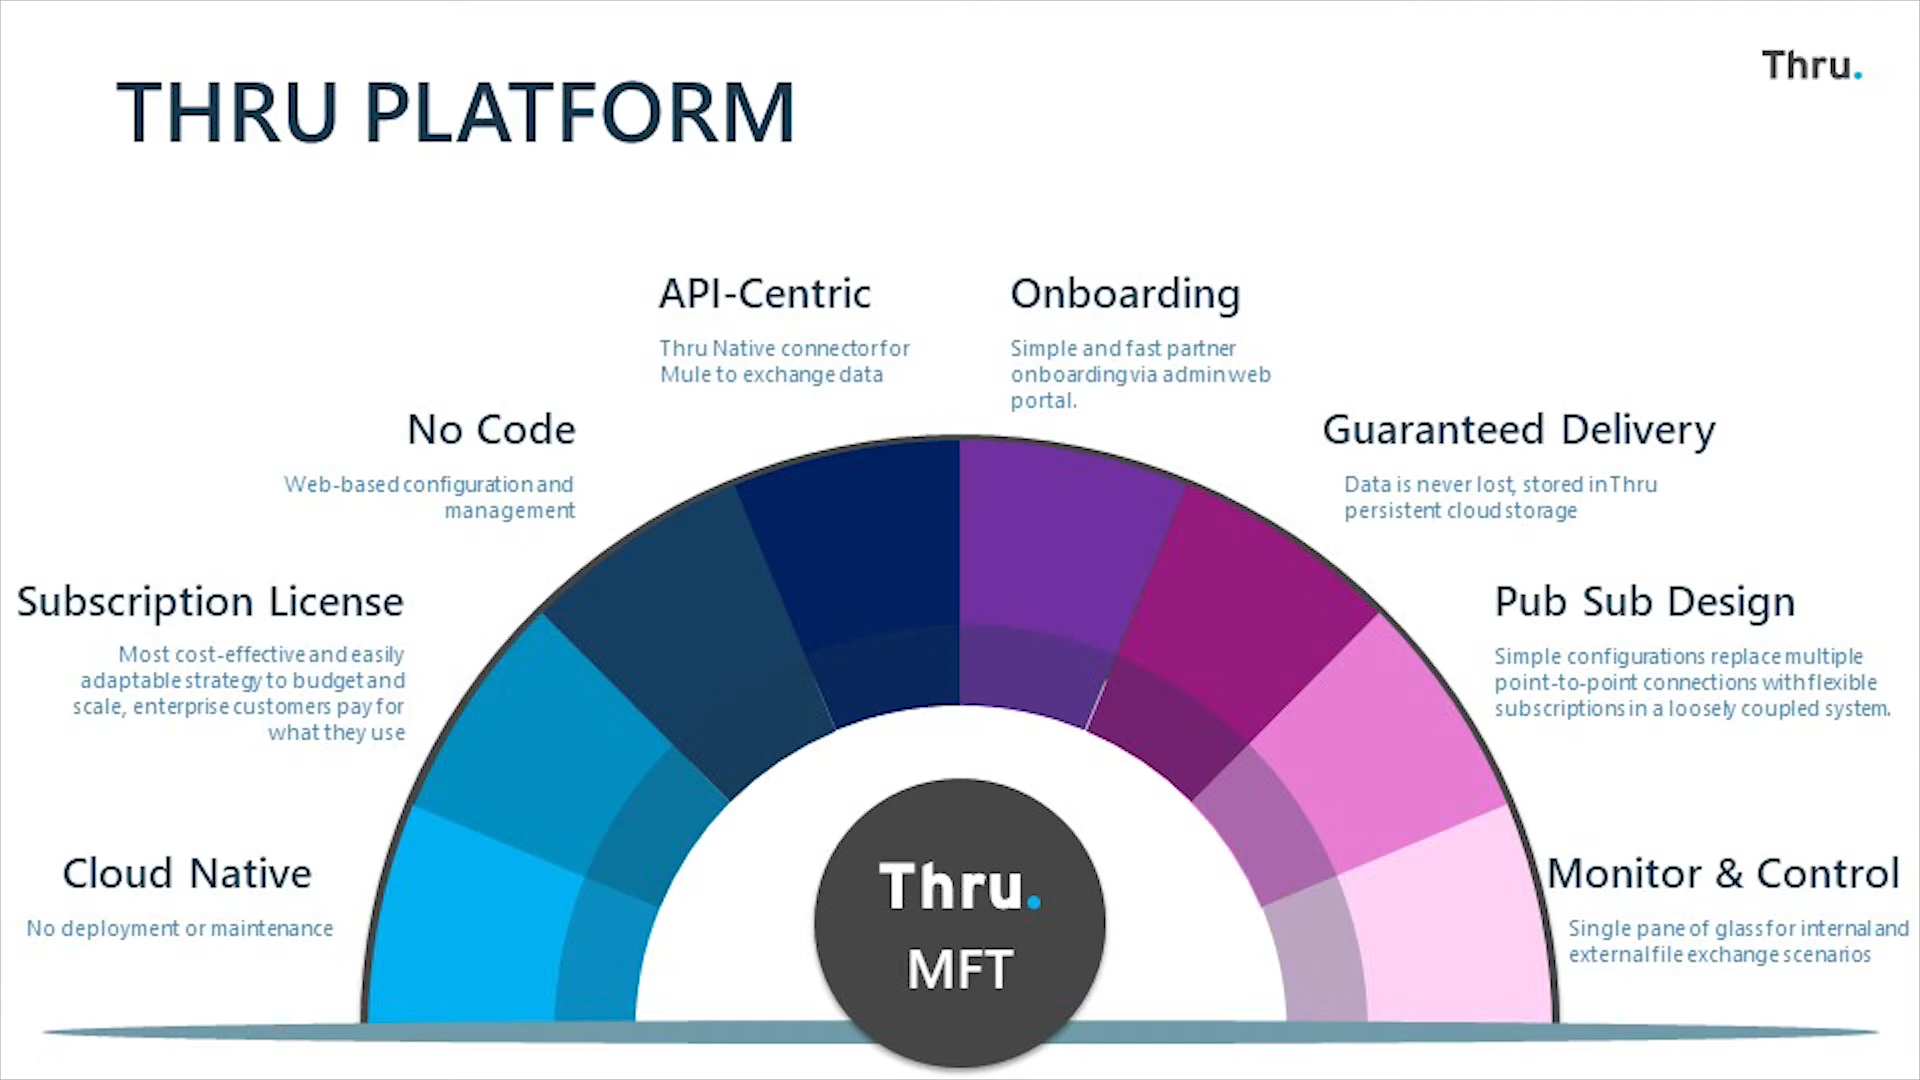 Thru.
THRU PLATFORM
API-Centric
Thru Native connector for
Mule to exchange data
Onboarding
Simple and fast partner
onboarding via admin web
portal.
No Code
Web-based configuration and
management
Guaranteed Delivery
Data is never lost, stored in Thru
persistent cloud storage
Subscription License
Most cost-effective and easily
adaptable strategy to budget and
scale, enterprise customers pay for
what they use
Pub Sub Design
Simple configurations replace multiple
point-to-point connections with flexible
subscriptions in a loosely coupled system.
Cloud Native
No deployment or maintenance
Monitor & Control
Single pane of glass for internal and
external file exchange scenarios
Thru.
MFT